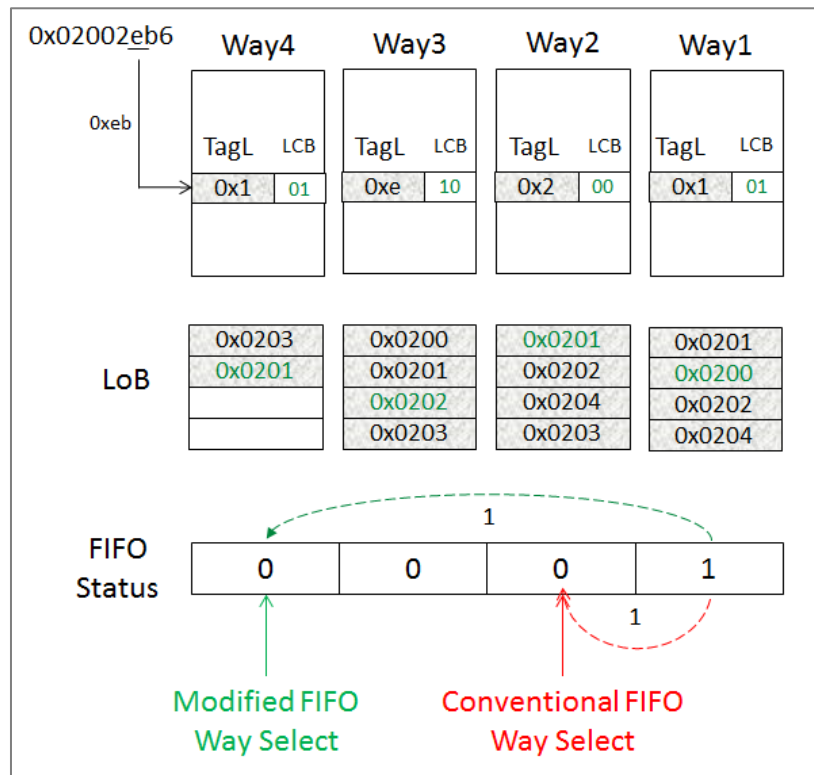 0x02002eb6
Way4 Way3 Way2 Way1
0xeb
TagL LCB TagL LCB TagL LCB TagL LCB
0x1 01 0xe 10 0x2 00 0x1 01
LoB
0x0203 0x0200 0x0201 0x0201
0x0201 0x0201 0x0202 0x0200
0x0202 0x0204 0x0202
0x0203 0x0203 0x0204
1
FIFO
Status
0 0 0 1
1
Modified FIFO
Way Select
Conventional FIFO
Way Select